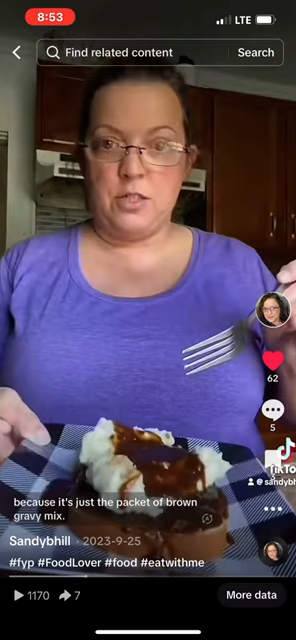 8:53
LTE
Find related content
Search
62
5
TikTo
@ sandybh
because it's just the packet of brown
gravy mix.
Sandybhill · 2023-9-25
#fyp #FoodLover #food #eatwithme
1170
7
More data